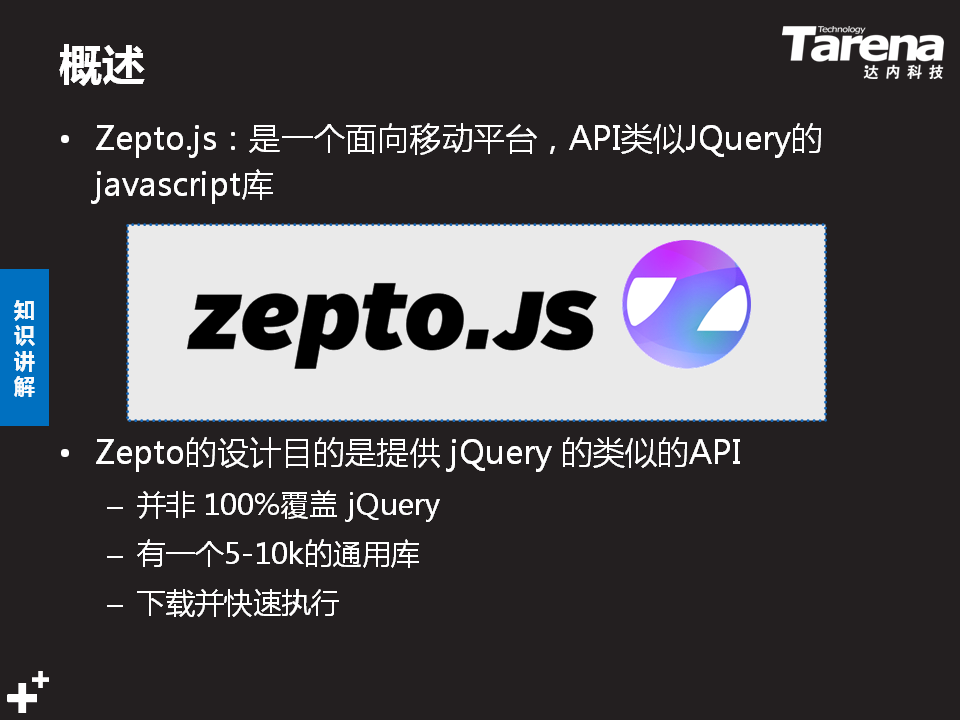 概述
Technology
Tarena
达内科技
• Zepto.js：是一个面向移动平台，API类似JQuery的
javascript库
zepto.JS
知识讲解
• Zepto的设计目的是提供 jQuery 的类似的API
– 并非 100%覆盖 jQuery
– 有一个5-10k的通用库
– 下载并快速执行